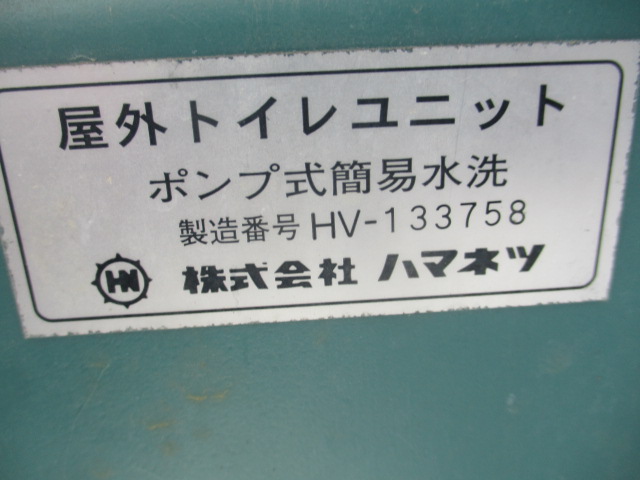 屋外トイレユニット
ポンプ式簡易水洗
製造番号 HV-133758
HN 株式会社 ハマネツ